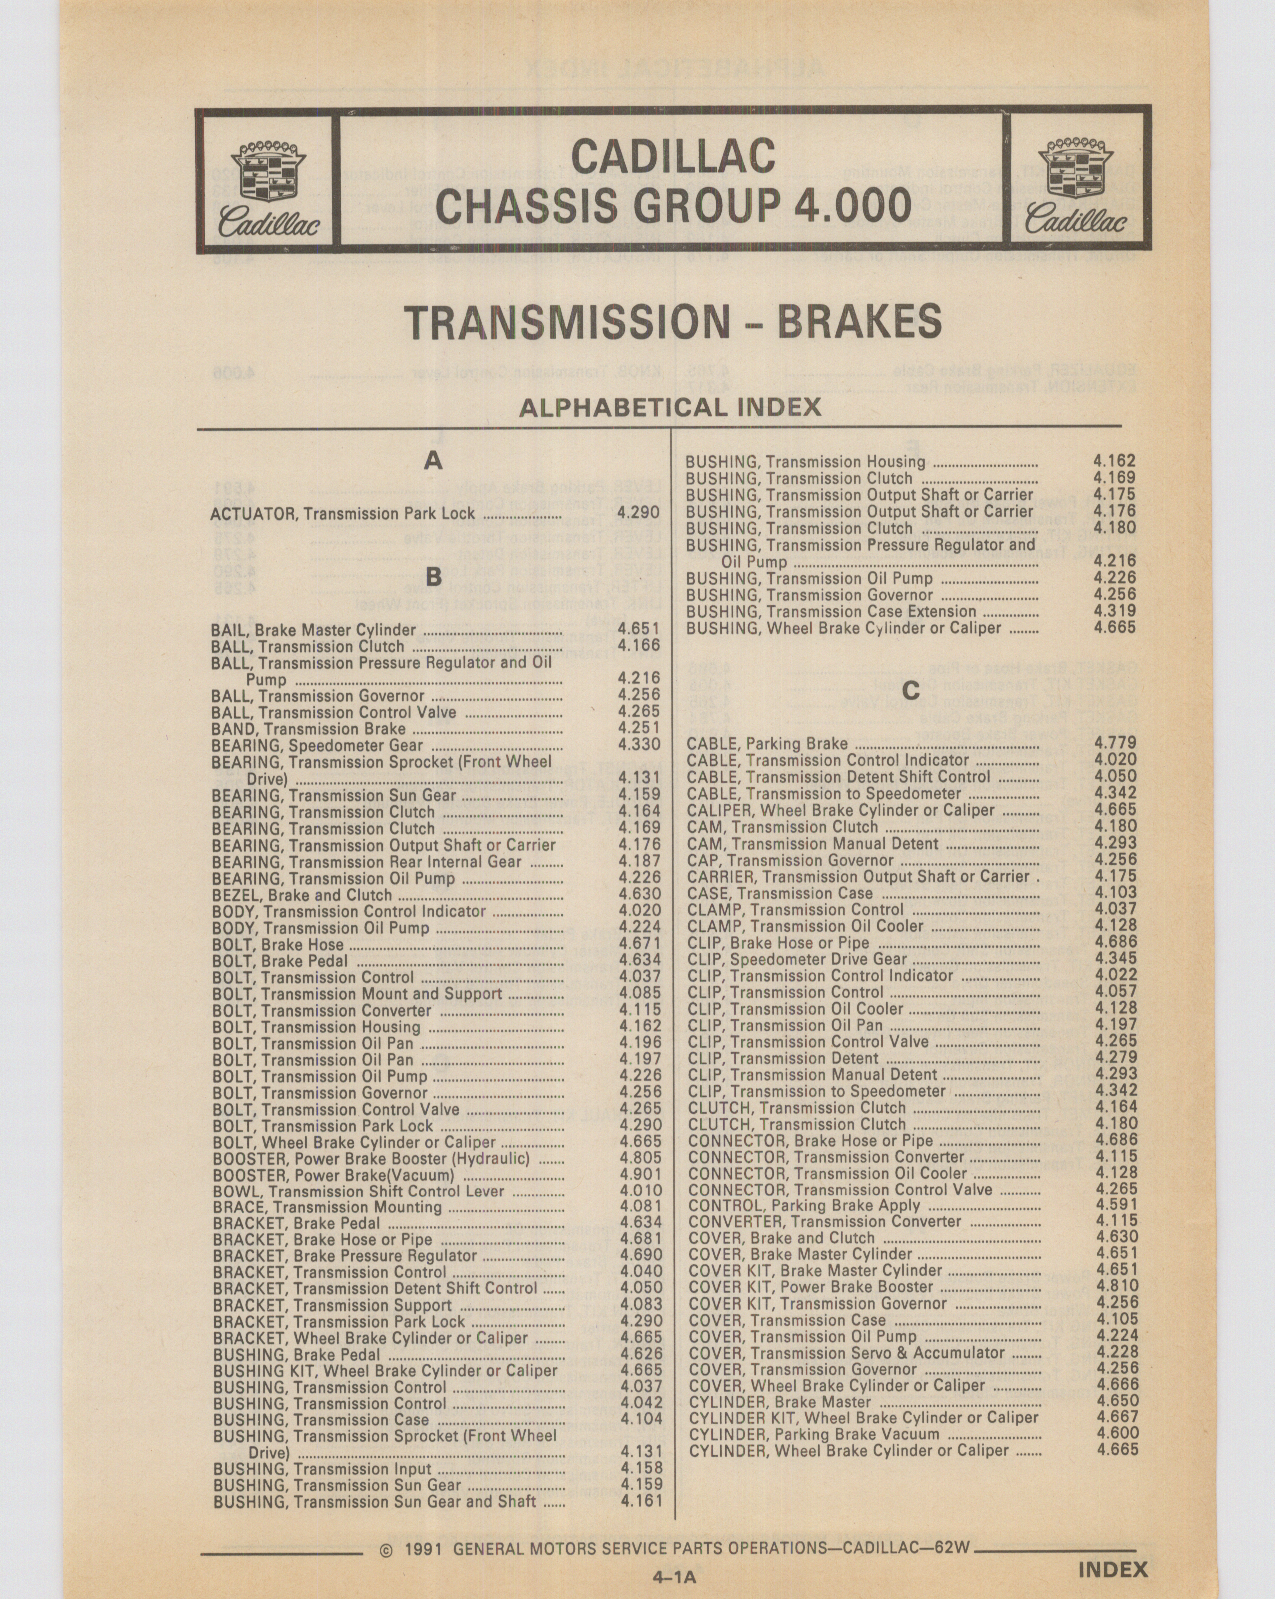 CADILLAC
CHASSIS GROUP 4.000
Cadillac
Cadillac
TRANSMISSION – BRAKES
ALPHABETICAL INDEX
A
ACTUATOR, Transmission Park Lock .................... 4.290
B
BAIL, Brake Master Cylinder .................... 4.651
BALL, Transmission Clutch .................... 4.166
BALL, Transmission Pressure Regulator and Oil
Pump .................... 4.216
BALL, Transmission Governor .................... 4.256
BALL, Transmission Control Valve .................... 4.265
BAND, Transmission Brake .................... 4.251
BEARING, Speedometer Gear .................... 4.330
BEARING, Transmission Sprocket (Front Wheel
Drive) .................... 4.131
BEARING, Transmission Sun Gear .................... 4.159
BEARING, Transmission Clutch .................... 4.164
BEARING, Transmission Clutch .................... 4.169
BEARING, Transmission Output Shaft or Carrier 4.176
BEARING, Transmission Rear Internal Gear ......... 4.187
BEARING, Transmission Oil Pump .................... 4.226
BEZEL, Brake and Clutch .................... 4.630
BODY, Transmission Control Indicator .................... 4.020
BODY, Transmission Oil Pump .................... 4.224
BOLT, Brake Hose .................... 4.671
BOLT, Brake Pedal .................... 4.634
BOLT, Transmission Control .................... 4.037
BOLT, Transmission Mount and Support ............... 4.085
BOLT, Transmission Converter .................... 4.115
BOLT, Transmission Housing .................... 4.162
BOLT, Transmission Oil Pan .................... 4.196
BOLT, Transmission Oil Pan .................... 4.197
BOLT, Transmission Oil Pump .................... 4.226
BOLT, Transmission Governor .................... 4.256
BOLT, Transmission Control Valve .................... 4.265
BOLT, Transmission Park Lock .................... 4.290
BOLT, Wheel Brake Cylinder or Caliper ................ 4.665
BOOSTER, Power Brake Booster (Hydraulic) ....... 4.805
BOOSTER, Power Brake(Vacuum) .................... 4.901
BOWL, Transmission Shift Control Lever ............. 4.010
BRACE, Transmission Mounting .................... 4.081
BRACKET, Brake Pedal .................... 4.634
BRACKET, Brake Hose or Pipe .................... 4.681
BRACKET, Brake Pressure Regulator .................... 4.690
BRACKET, Transmission Control .................... 4.040
BRACKET, Transmission Detent Shift Control ...... 4.050
BRACKET, Transmission Support .................... 4.083
BRACKET, Transmission Park Lock .................... 4.290
BRACKET, Wheel Brake Cylinder or Caliper ........ 4.665
BUSHING, Brake Pedal .................... 4.626
BUSHING KIT, Wheel Brake Cylinder or Caliper 4.665
BUSHING, Transmission Control .................... 4.037
BUSHING, Transmission Control .................... 4.042
BUSHING, Transmission Case .................... 4.104
BUSHING, Transmission Sprocket (Front Wheel
Drive) .................... 4.131
BUSHING, Transmission Input .................... 4.158
BUSHING, Transmission Sun Gear .................... 4.159
BUSHING, Transmission Sun Gear and Shaft ...... 4.161
BUSHING, Transmission Housing .................... 4.162
BUSHING, Transmission Clutch .................... 4.169
BUSHING, Transmission Output Shaft or Carrier 4.175
BUSHING, Transmission Output Shaft or Carrier 4.176
BUSHING, Transmission Clutch .................... 4.180
BUSHING, Transmission Pressure Regulator and
Oil Pump .................... 4.216
BUSHING, Transmission Oil Pump .................... 4.226
BUSHING, Transmission Governor .................... 4.256
BUSHING, Transmission Case Extension .............. 4.319
BUSHING, Wheel Brake Cylinder or Caliper ........ 4.665
C
CABLE, Parking Brake .................... 4.779
CABLE, Transmission Control Indicator ................ 4.020
CABLE, Transmission Detent Shift Control ........... 4.050
CABLE, Transmission to Speedometer .................. 4.342
CALIPER, Wheel Brake Cylinder or Caliper .......... 4.665
CAM, Transmission Clutch .................... 4.180
CAM, Transmission Manual Detent .................... 4.293
CAP, Transmission Governor .................... 4.256
CARRIER, Transmission Output Shaft or Carrier . 4.175
CASE, Transmission Case .................... 4.103
CLAMP, Transmission Control .................... 4.037
CLAMP, Transmission Oil Cooler .................... 4.128
CLIP, Brake Hose or Pipe .................... 4.686
CLIP, Speedometer Drive Gear .................... 4.345
CLIP, Transmission Control Indicator .................... 4.022
CLIP, Transmission Control .................... 4.057
CLIP, Transmission Oil Cooler .................... 4.128
CLIP, Transmission Oil Pan .................... 4.197
CLIP, Transmission Control Valve .................... 4.265
CLIP, Transmission Detent .................... 4.279
CLIP, Transmission Manual Detent .................... 4.293
CLIP, Transmission to Speedometer .................... 4.342
CLUTCH, Transmission Clutch .................... 4.164
CLUTCH, Transmission Clutch .................... 4.180
CONNECTOR, Brake Hose or Pipe .................... 4.686
CONNECTOR, Transmission Converter .................. 4.115
CONNECTOR, Transmission Oil Cooler ................. 4.128
CONNECTOR, Transmission Control Valve ........... 4.265
CONTROL, Parking Brake Apply .................... 4.591
CONVERTER, Transmission Converter .................. 4.115
COVER, Brake and Clutch .................... 4.630
COVER, Brake Master Cylinder .................... 4.651
COVER KIT, Brake Master Cylinder .................... 4.651
COVER KIT, Power Brake Booster .................... 4.810
COVER KIT, Transmission Governor .................... 4.256
COVER, Transmission Case .................... 4.105
COVER, Transmission Oil Pump .................... 4.224
COVER, Transmission Servo & Accumulator ........ 4.228
COVER, Transmission Governor .................... 4.256
COVER, Wheel Brake Cylinder or Caliper ............. 4.666
CYLINDER, Brake Master .................... 4.650
CYLINDER KIT, Wheel Brake Cylinder or Caliper 4.667
CYLINDER, Parking Brake Vacuum .................... 4.600
CYLINDER, Wheel Brake Cylinder or Caliper ....... 4.665
© 1991 GENERAL MOTORS SERVICE PARTS OPERATIONS—CADILLAC—62W
4–1A
INDEX